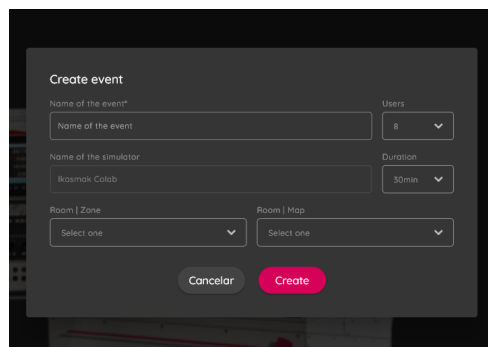 Create event
Name of the event*
Users
Name of the event
8
Name of the simulator
Duration
Ikasmak Colab
30min
Room | Zone
Room | Map
Select one
Select one
Cancelar
Create